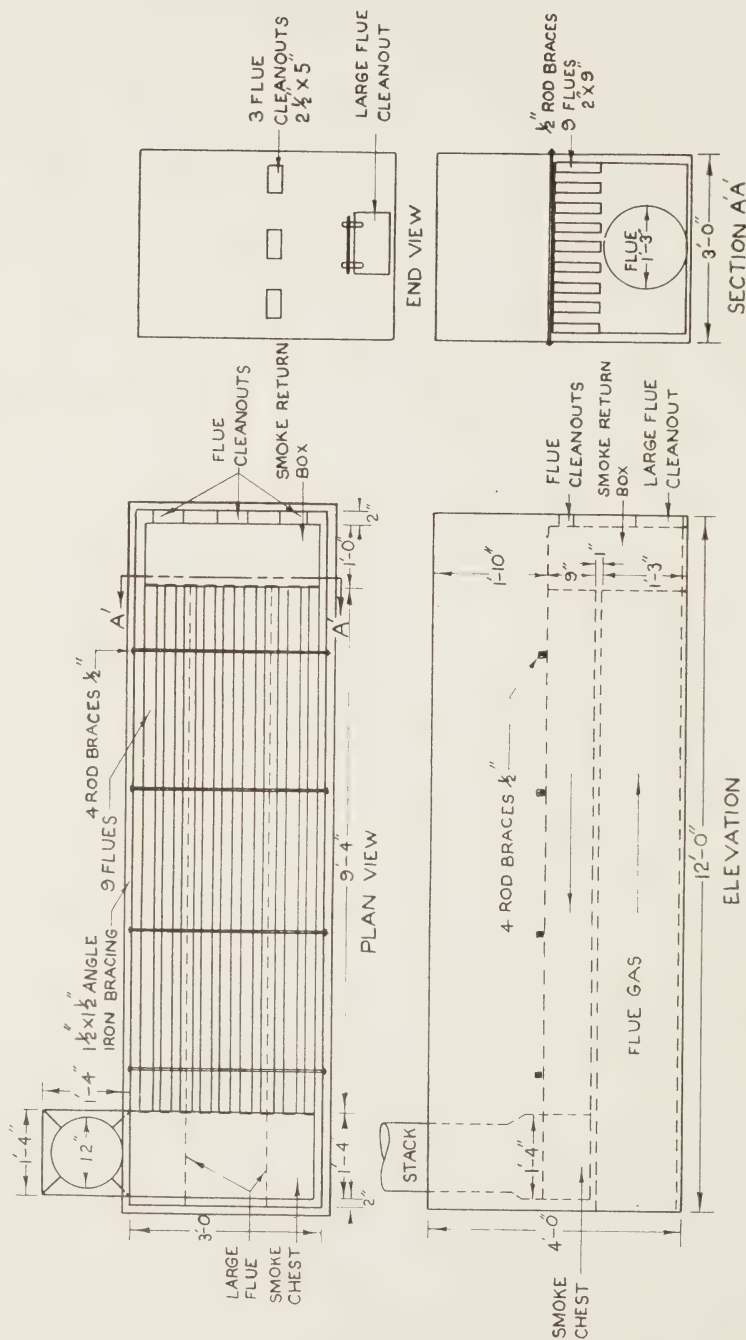 1'-4"
1'-4"
12"
1½"X1½" ANGLE
IRON BRACING
9 FLUES
4 ROD BRACES ½"
A'
A'
FLUE
CLEANOUTS
SMOKE RETURN
BOX
3'-0
LARGE
FLUE
SMOKE
CHEST
2"
1'-4
9'-4"
1'-0"
2"
PLAN VIEW
3 FLUE
CLEANOUTS
2½"X5"
LARGE FLUE
CLEANOUT
END VIEW
STACK
1'-4"
4'-0"
SMOKE
CHEST
4 ROD BRACES ½"
FLUE GAS
1'-10"
9"
1"
1'-3"
FLUE
CLEANOUTS
SMOKE RETURN
BOX
LARGE FLUE
CLEANOUT
12'-0"
ELEVATION
½" ROD BRACES
9 FLUES
2"X9"
FLUE
1'-3"
3'-0"
SECTION A'A'